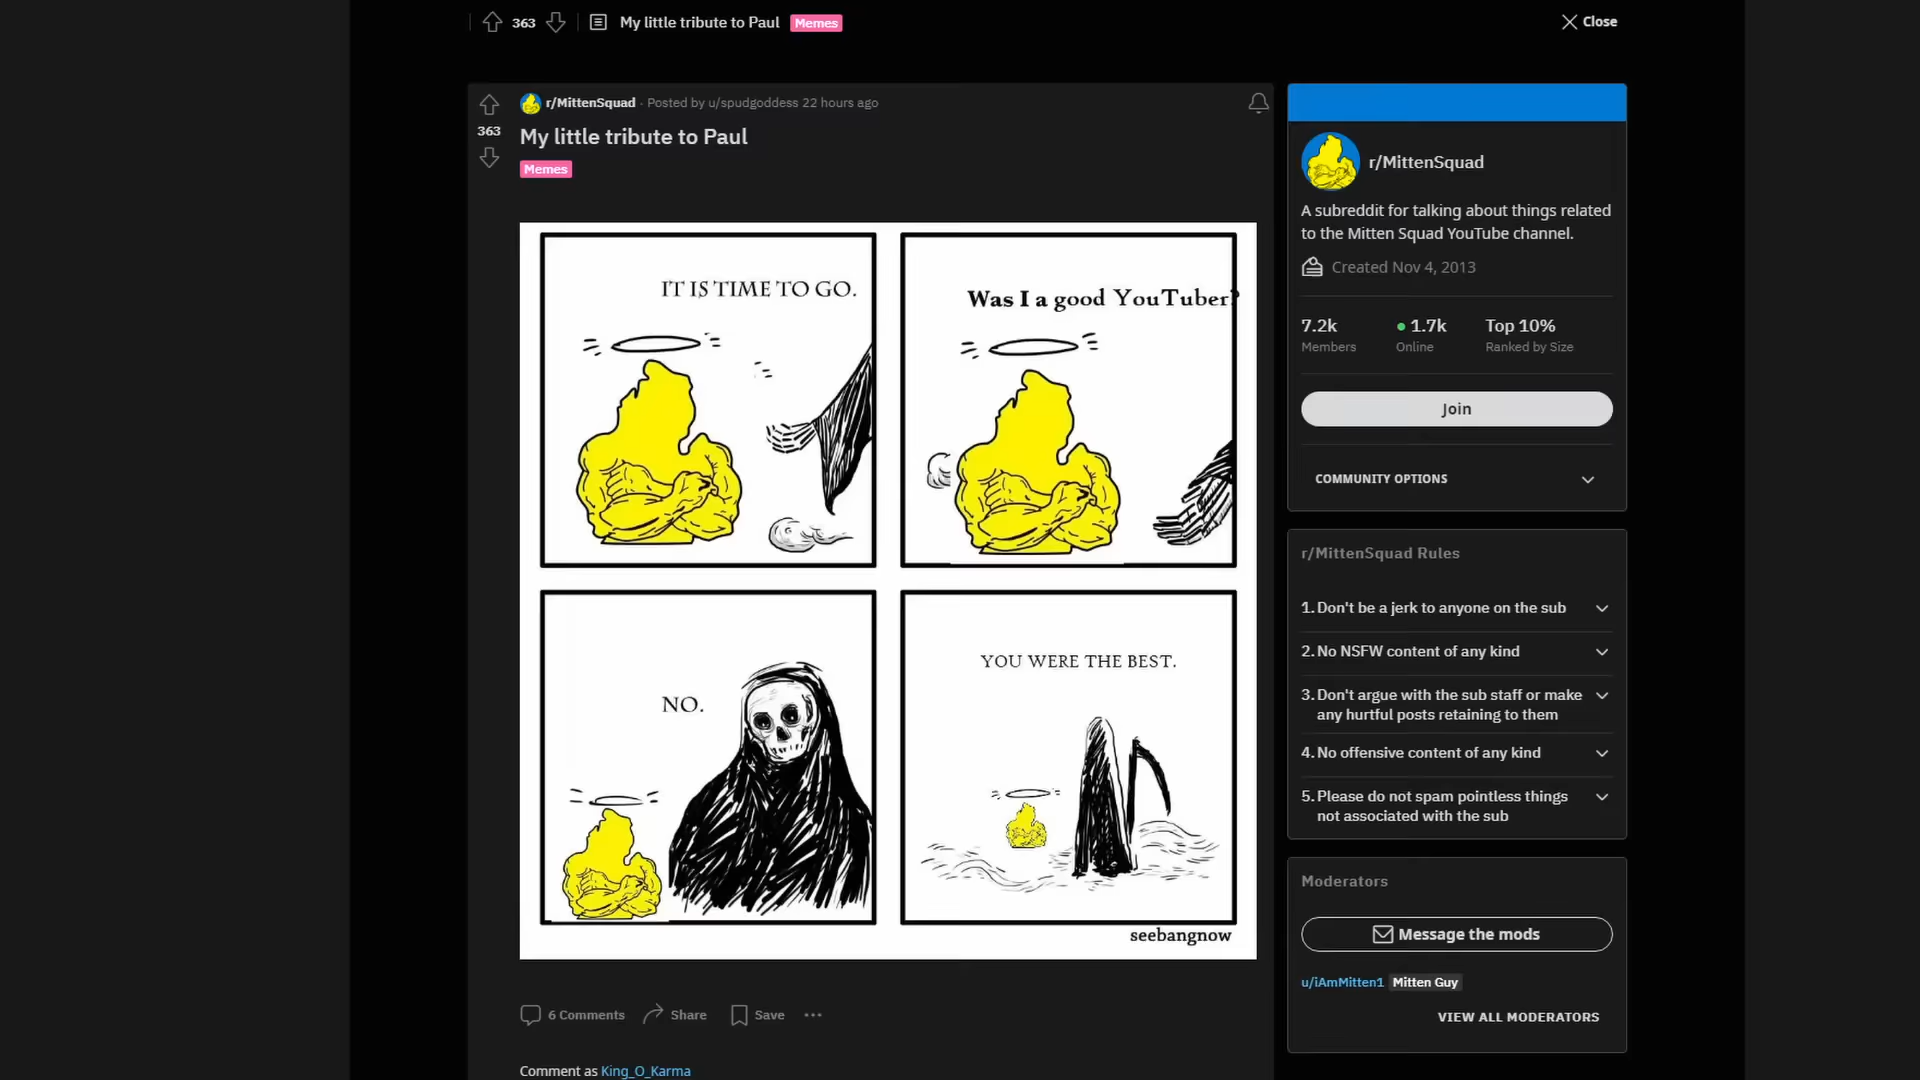 363
My little tribute to Paul
Memes
Close
r/MittenSquad · Posted by u/spudgoddess 22 hours ago
363
My little tribute to Paul
Memes
IT IS TIME TO GO.
Was I a good YouTuber?
NO.
YOU WERE THE BEST.
seebangnow
6 Comments
Share
Save
Comment as King_O_Karma
r/MittenSquad
A subreddit for talking about things related
to the Mitten Squad YouTube channel.
Created Nov 4, 2013
7.2k
Members
1.7k
Online
Top 10%
Ranked by Size
Join
COMMUNITY OPTIONS
r/MittenSquad Rules
1. Don't be a jerk to anyone on the sub
2. No NSFW content of any kind
3. Don't argue with the sub staff or make
any hurtful posts retaining to them
4. No offensive content of any kind
5. Please do not spam pointless things
not associated with the sub
Moderators
Message the mods
u/iAmMitten1 Mitten Guy
VIEW ALL MODERATORS